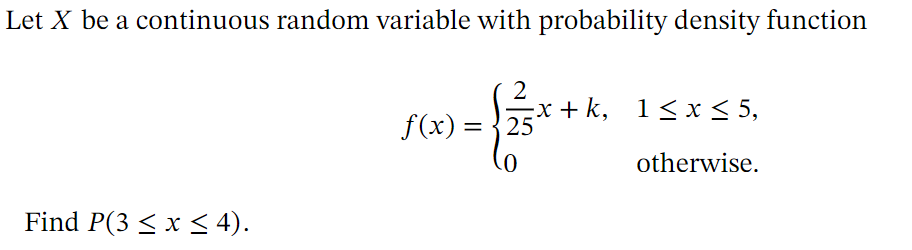 Let X be a continuous random variable with probability density function
f(x) = { 2/25 x + k, 1 ≤ x ≤ 5,
0 otherwise.
Find P(3 ≤ x ≤ 4).